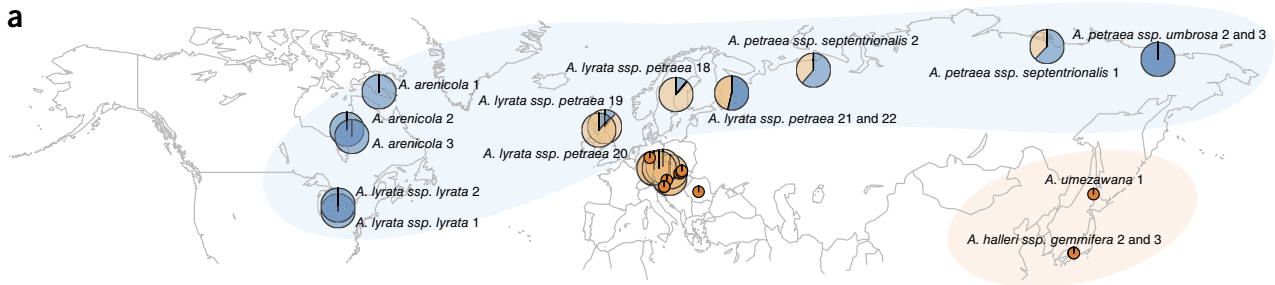 a
A. petraea ssp. septentrionalis 2
A. petraea ssp. umbrosa 2 and 3
A. lyrata ssp. petraea 18
A. petraea ssp. septentrionalis 1
A. arenicola 1
A. lyrata ssp. petraea 19
A. arenicola 2
A. lyrata ssp. petraea 21 and 22
A. arenicola 3
A. lyrata ssp. petraea 20
A. umezawana 1
A. lyrata ssp. lyrata 2
A. lyrata ssp. lyrata 1
A. halleri ssp. gemmifera 2 and 3